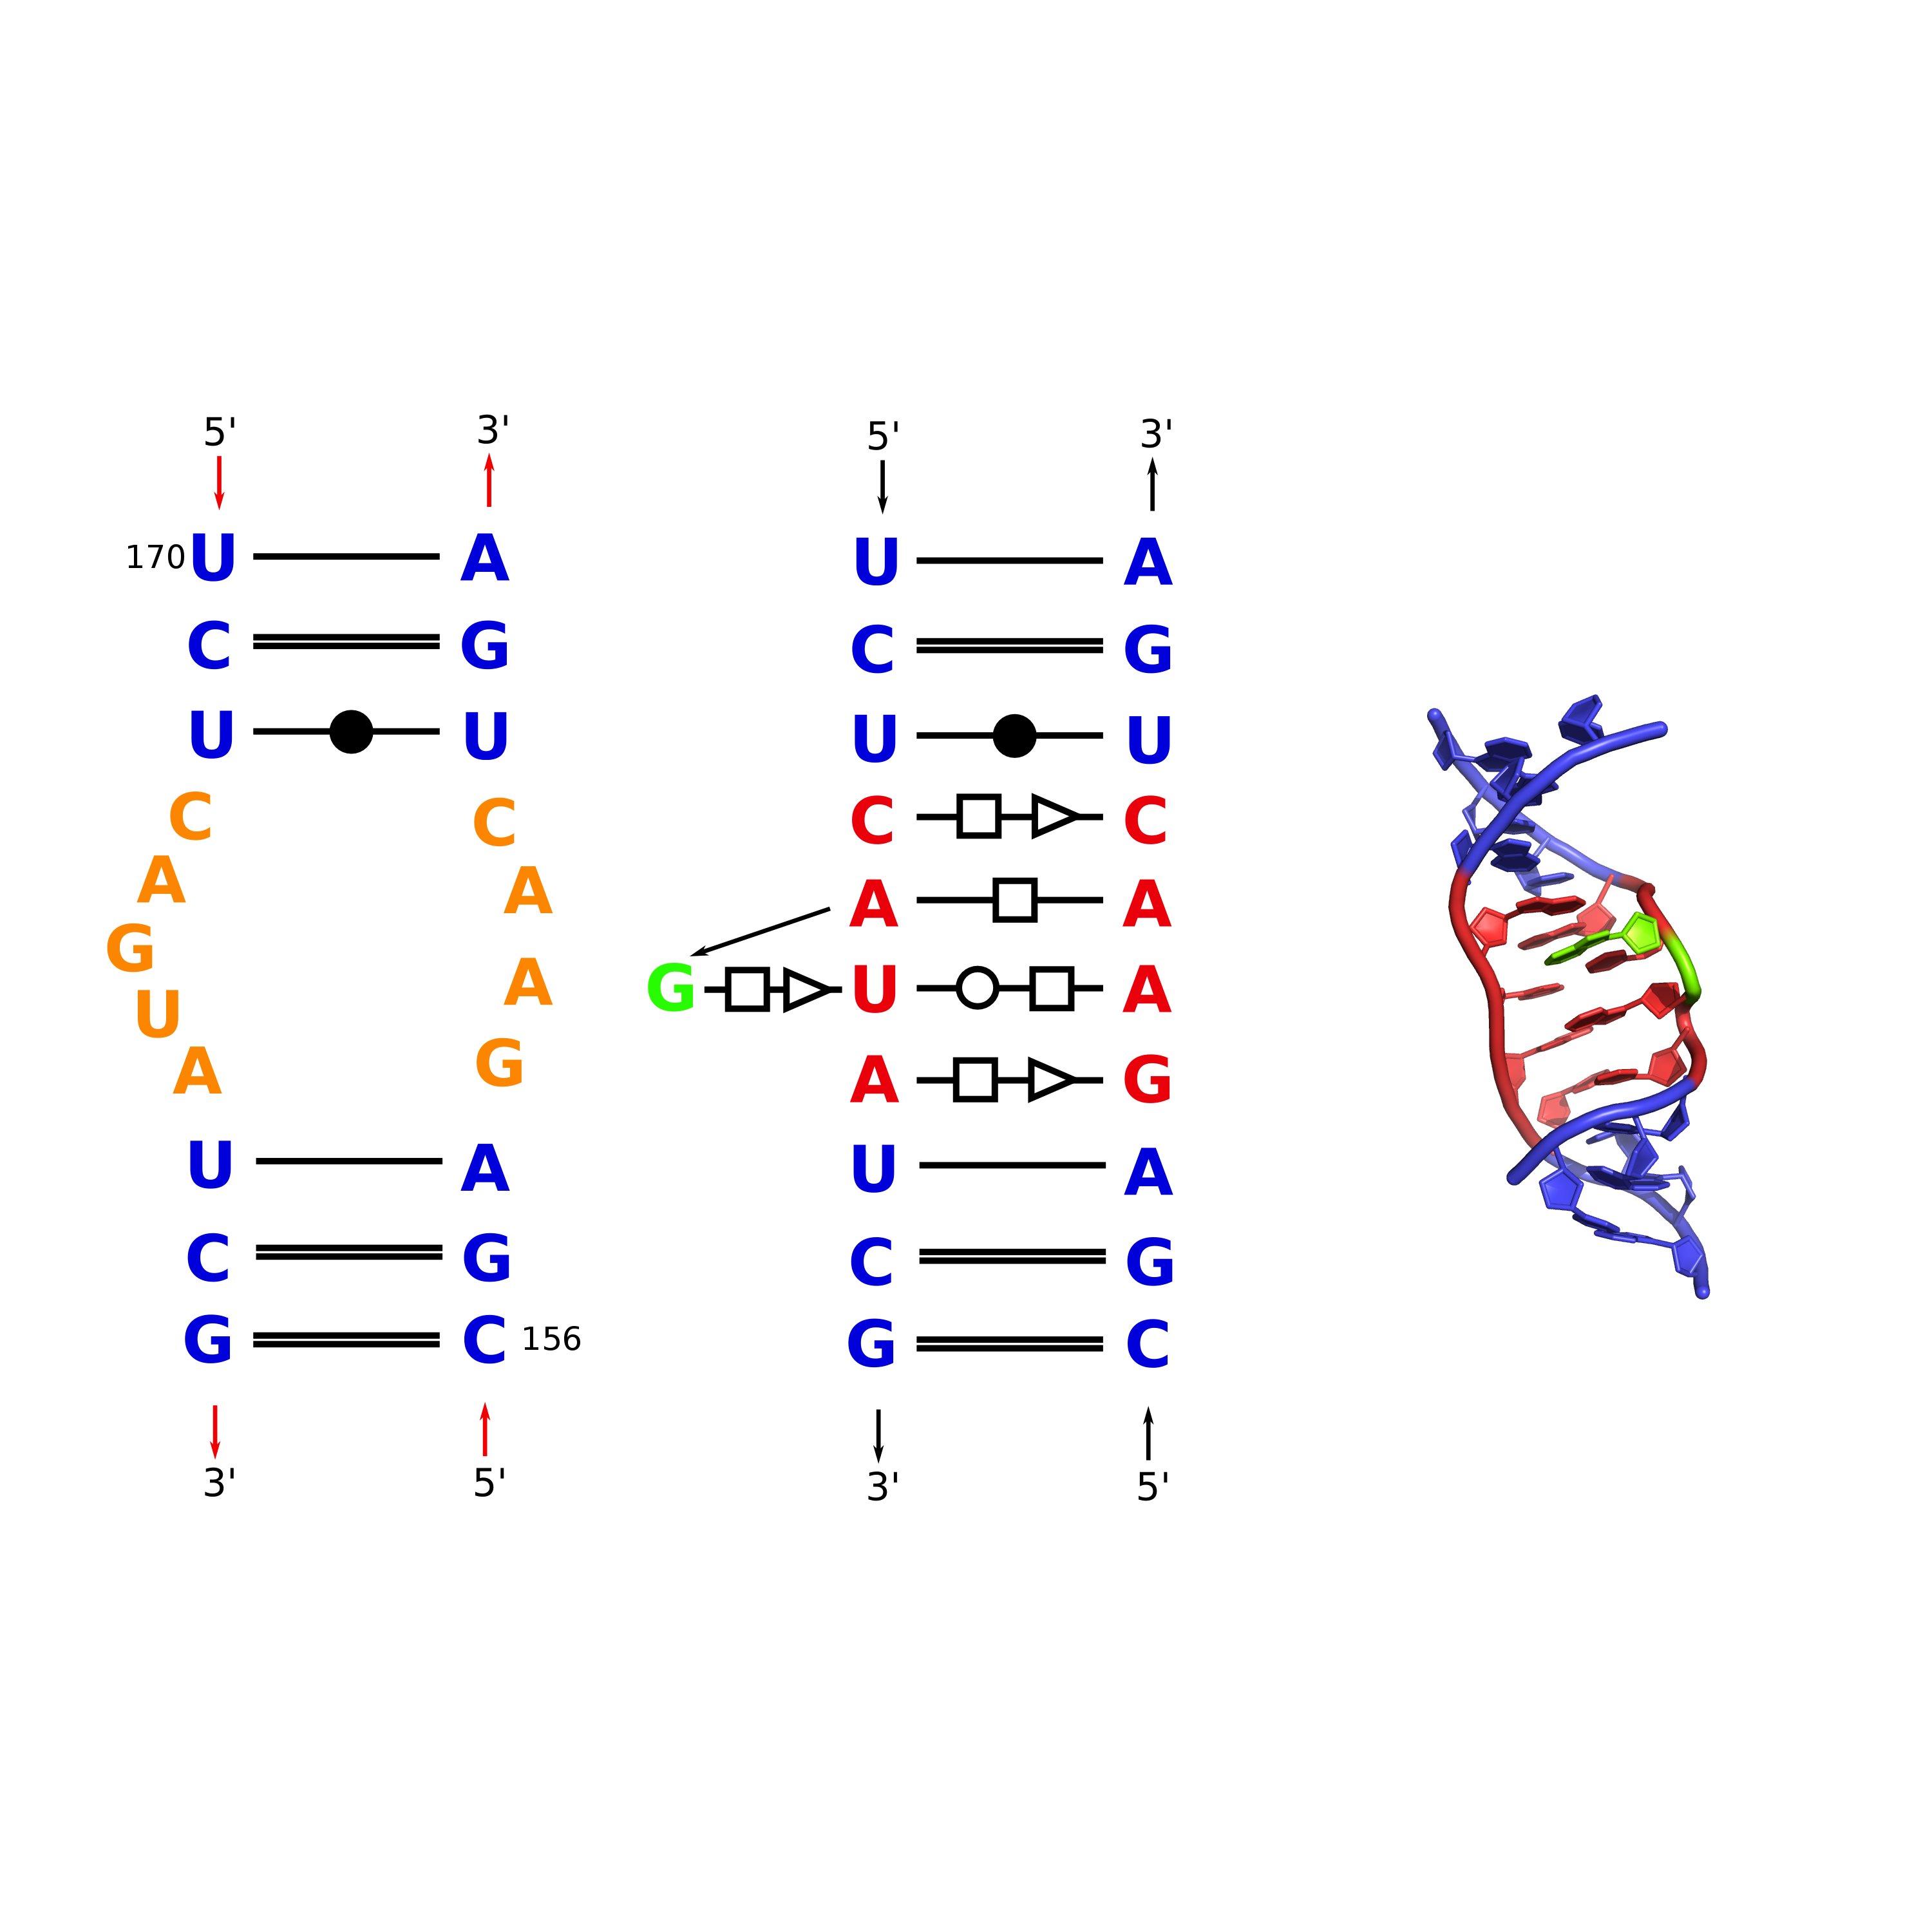 5' 3' 5' 3'
170 U A U A
C G C G
U U U U
C C C C
A A A A
G
U A G U A
A G A G
U A U A
C G C G
G C 156 G C
3' 5' 3' 5'